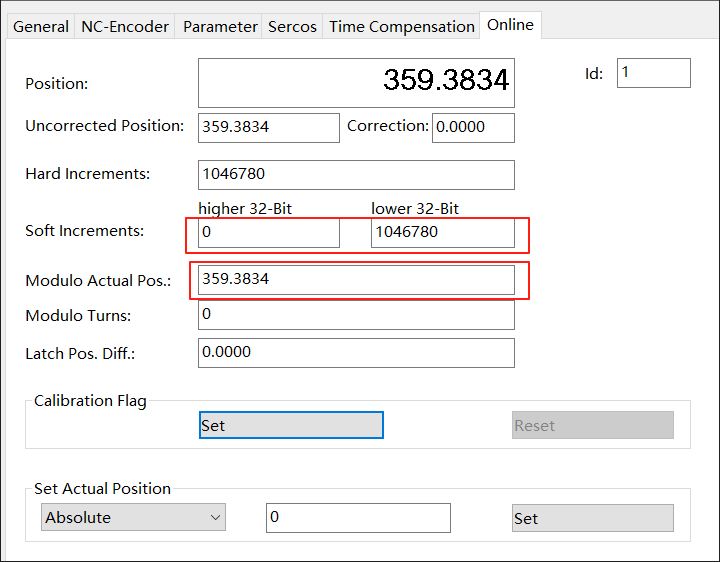 General NC-Encoder Parameter Sercos Time Compensation Online
Position: 359.3834 Id: 1
Uncorrected Position: 359.3834 Correction: 0.0000
Hard Increments: 1046780
higher 32-Bit lower 32-Bit
Soft Increments: 0 1046780
Modulo Actual Pos.: 359.3834
Modulo Turns: 0
Latch Pos. Diff.: 0.0000
Calibration Flag
Set Reset
Set Actual Position
Absolute 0 Set